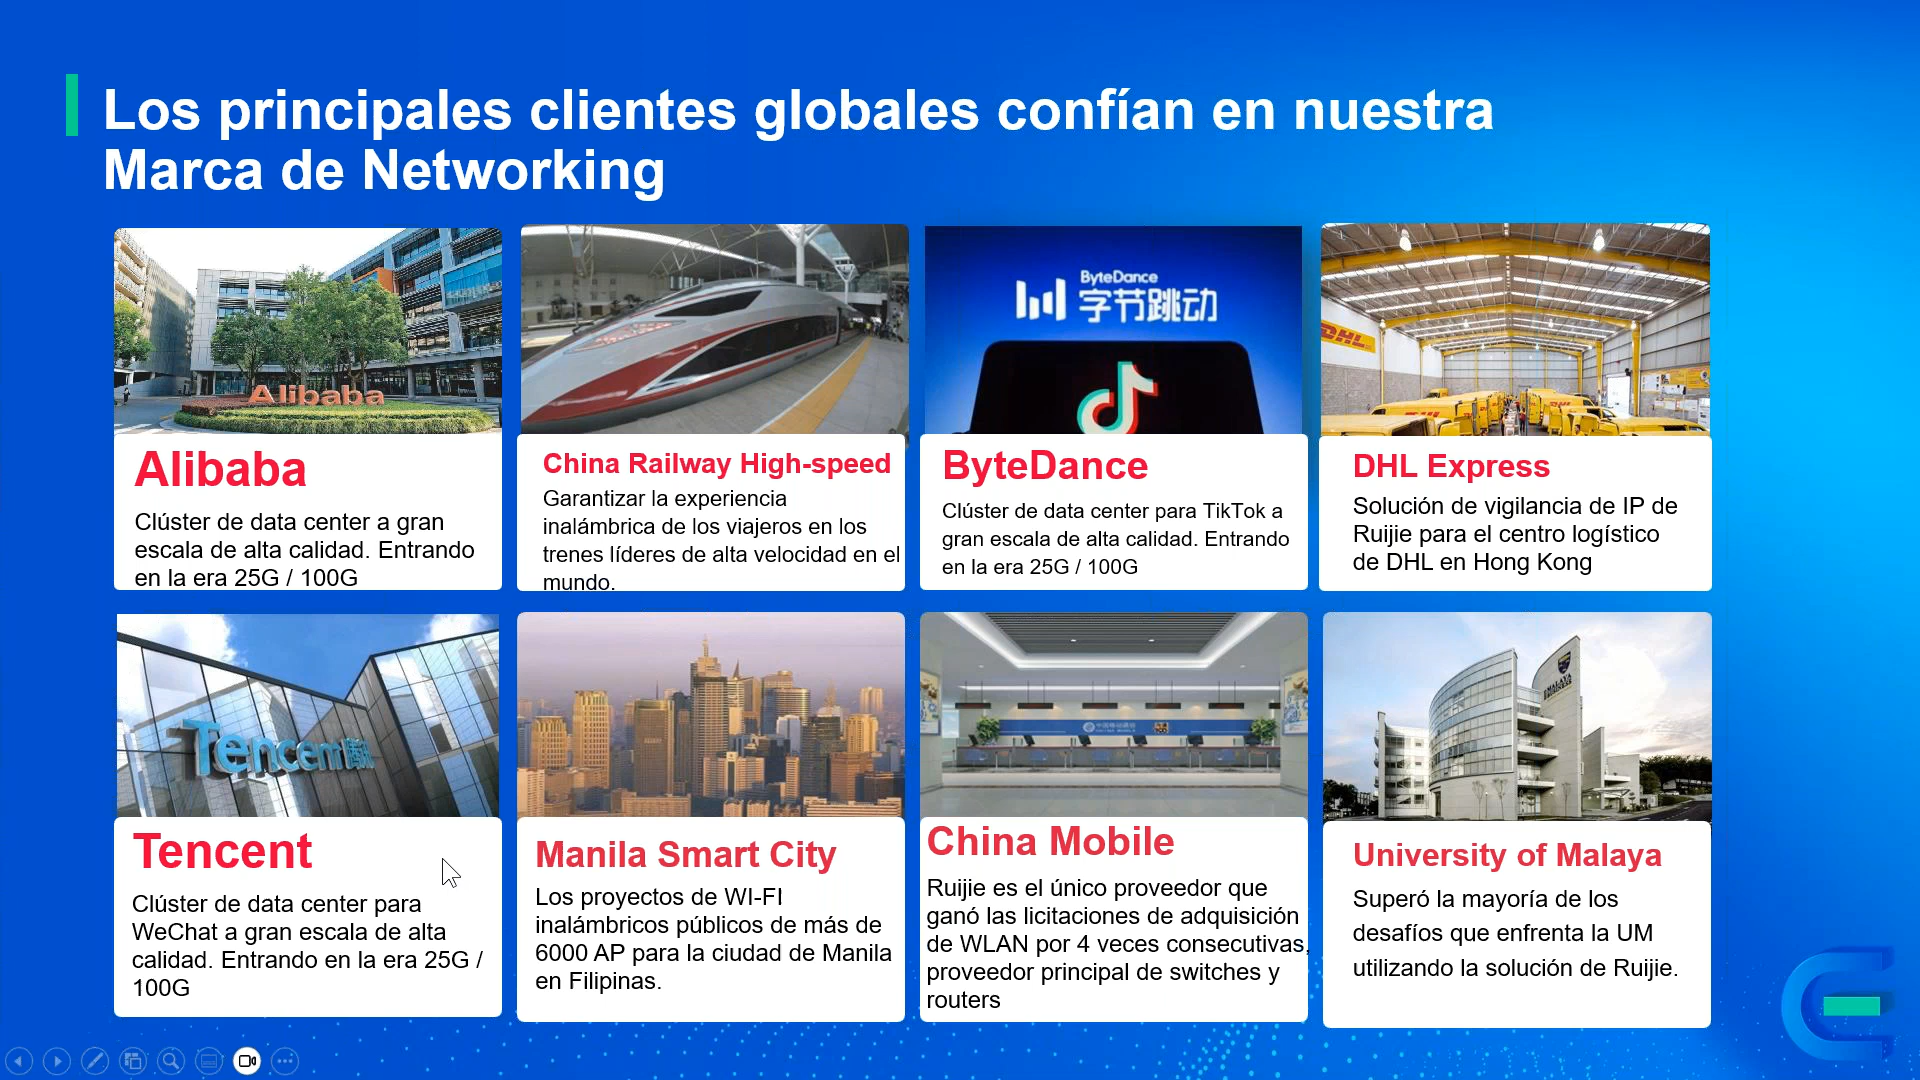 Los principales clientes globales confían en nuestra
Marca de Networking
Alibaba
Alibaba
Clúster de data center a gran
escala de alta calidad. Entrando
en la era 25G / 100G
China Railway High-speed
Garantizar la experiencia
inalámbrica de los viajeros en los
trenes líderes de alta velocidad en el
mundo.
ByteDance
字节跳动
ByteDance
Clúster de data center para TikTok a
gran escala de alta calidad. Entrando
en la era 25G / 100G
DHL
DHL Express
Solución de vigilancia de IP de
Ruijie para el centro logístico
de DHL en Hong Kong
Tencent 腾讯
Tencent
Clúster de data center para
WeChat a gran escala de alta
calidad. Entrando en la era 25G /
100G
Manila Smart City
Los proyectos de WI-FI
inalámbricos públicos de más de
6000 AP para la ciudad de Manila
en Filipinas.
China Mobile
Ruijie es el único proveedor que
ganó las licitaciones de adquisición
de WLAN por 4 veces consecutivas,
proveedor principal de switches y
routers
University of Malaya
Superó la mayoría de los
desafíos que enfrenta la UM
utilizando la solución de Ruijie.